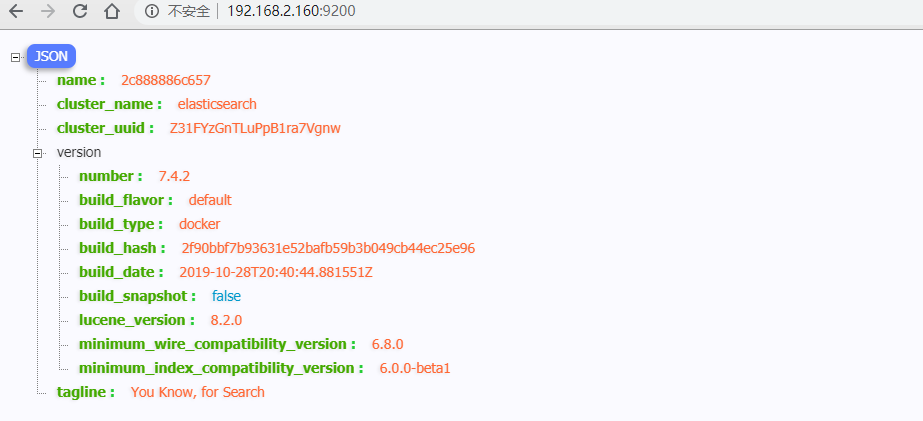 不安全 | 192.168.2.160:9200
JSON
name : 2c888886c657
cluster_name : elasticsearch
cluster_uuid : Z31FYzGnTLuPpB1ra7Vgnw
version
number : 7.4.2
build_flavor : default
build_type : docker
build_hash : 2f90bbf7b93631e52bafb59b3b049cb44ec25e96
build_date : 2019-10-28T20:40:44.881551Z
build_snapshot : false
lucene_version : 8.2.0
minimum_wire_compatibility_version : 6.8.0
minimum_index_compatibility_version : 6.0.0-beta1
tagline : You Know, for Search